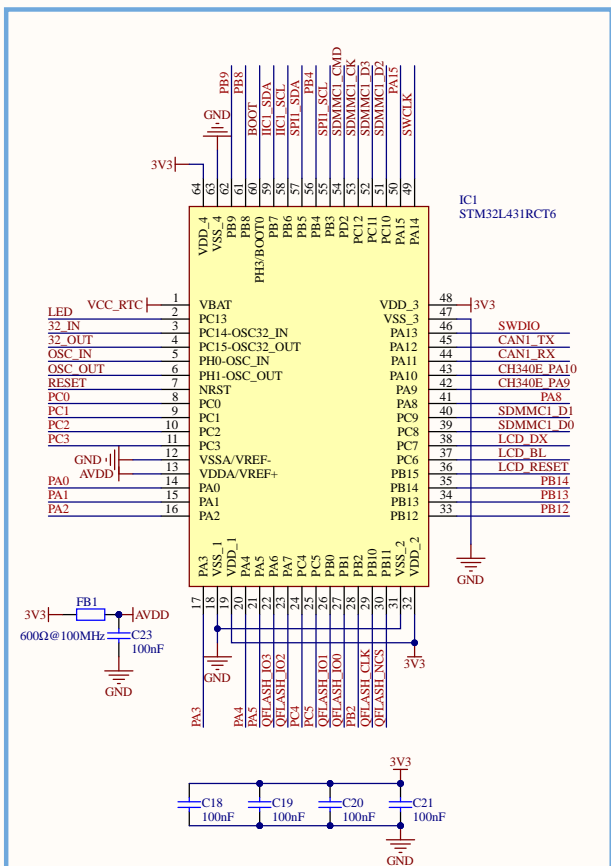 PB9
PB8
BOOT
IIC1_SDA
IIC1_SCL
SPI1_SDA
PB4
SPI1_SCL
SDMMC1_CMD
SDMMC1_CK
SDMMC1_D3
SDMMC1_D2
PA15
SWCLK
GND
3V3
64
63
62
61
60
59
58
57
56
55
54
53
52
51
50
49
IC1
STM32L431RCT6
VDD_4
VSS_4
PB9
PB8
PH3/BOOT0
PB7
PB6
PB5
PB4
PB3
PD2
PC12
PC11
PC10
PA15
PA14
VCC_RTC 1 VBAT
LED 2 PC13
32_IN 3 PC14-OSC32_IN
32_OUT 4 PC15-OSC32_OUT
OSC_IN 5 PH0-OSC_IN
OSC_OUT 6 PH1-OSC_OUT
RESET 7 NRST
PC0 8 PC0
PC1 9 PC1
PC2 10 PC2
PC3 11 PC3
GND 12 VSSA/VREF-
AVDD 13 VDDA/VREF+
PA0 14 PA0
PA1 15 PA1
PA2 16 PA2
VDD_3 48 3V3
VSS_3 47
PA13 46 SWDIO
PA12 45 CAN1_TX
PA11 44 CAN1_RX
PA10 43 CH340E_PA10
PA9 42 CH340E_PA9
PA8 41 PA8
PC9 40 SDMMC1_D1
PC8 39 SDMMC1_D0
PC7 38 LCD_DX
PC6 37 LCD_BL
PB15 36 LCD_RESET
PB14 35 PB14
PB13 34 PB13
PB12 33 PB12
GND
PA3
VSS_1
VDD_1
PA4
PA5
PA6
PA7
PC4
PC5
PB0
PB1
PB2
PB10
PB11
VSS_2
VDD_2
17
18
19
20
21
22
23
24
25
26
27
28
29
30
31
32
FB1
3V3
AVDD
600Ω@100MHz
C23
100nF
GND
GND
3V3
PA3
PA4
PA5
QFLASH_IO3
QFLASH_IO2
PC4
PC5
QFLASH_IO1
QFLASH_IO0
PB2
QFLASH_CLK
QFLASH_NCS
3V3
C18
100nF
C19
100nF
C20
100nF
C21
100nF
GND